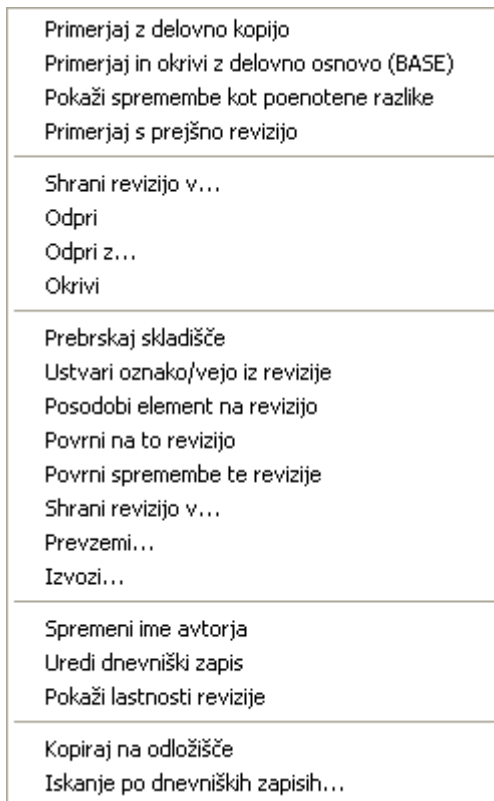 Primerjaj z delovno kopijo
Primerjaj in okrivi z delovno osnovo (BASE)
Pokaži spremembe kot poenotene razlike
Primerjaj s prejšno revizijo
Shrani revizijo v...
Odpri
Odpri z...
Okrivi
Prebrskaj skladišče
Ustvari oznako/vejo iz revizije
Posodobi element na revizijo
Povrni na to revizijo
Povrni spremembe te revizije
Shrani revizijo v...
Prevzemi...
Izvozi...
Spremeni ime avtorja
Uredi dnevniški zapis
Pokaži lastnosti revizije
Kopiraj na odložišče
Iskanje po dnevniških zapisih...